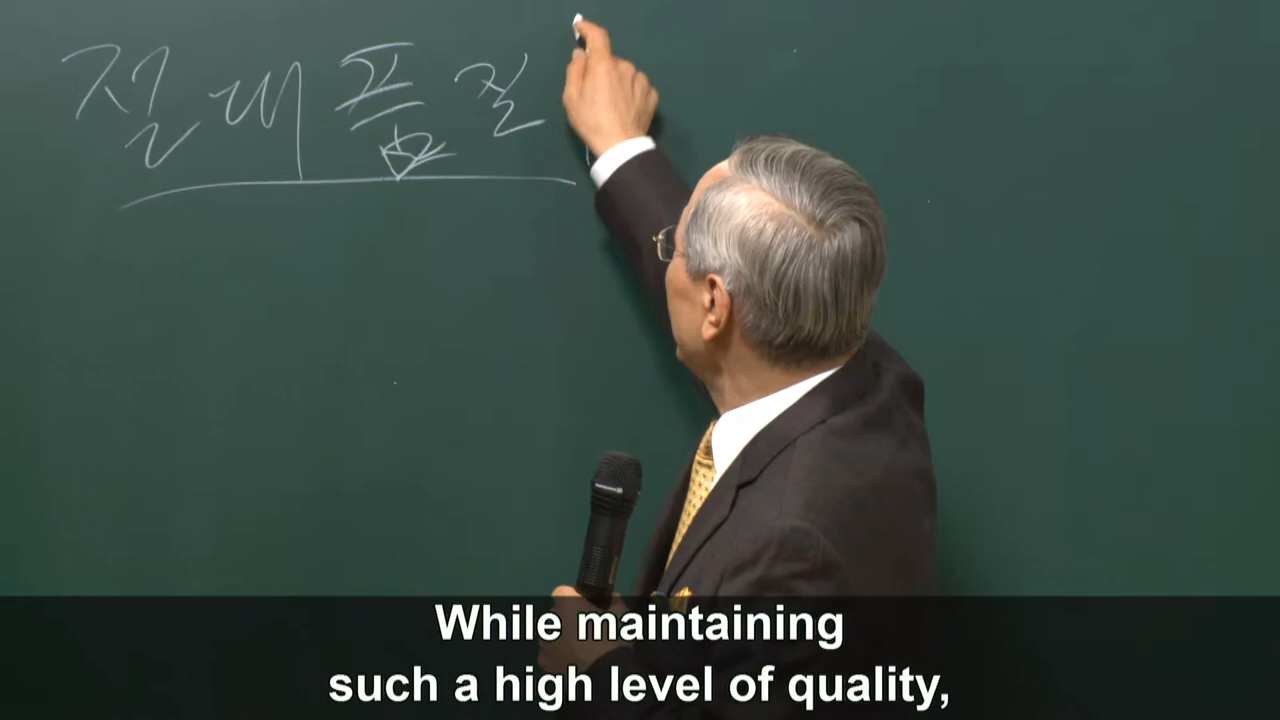 절대품질
While maintaining
such a high level of quality,